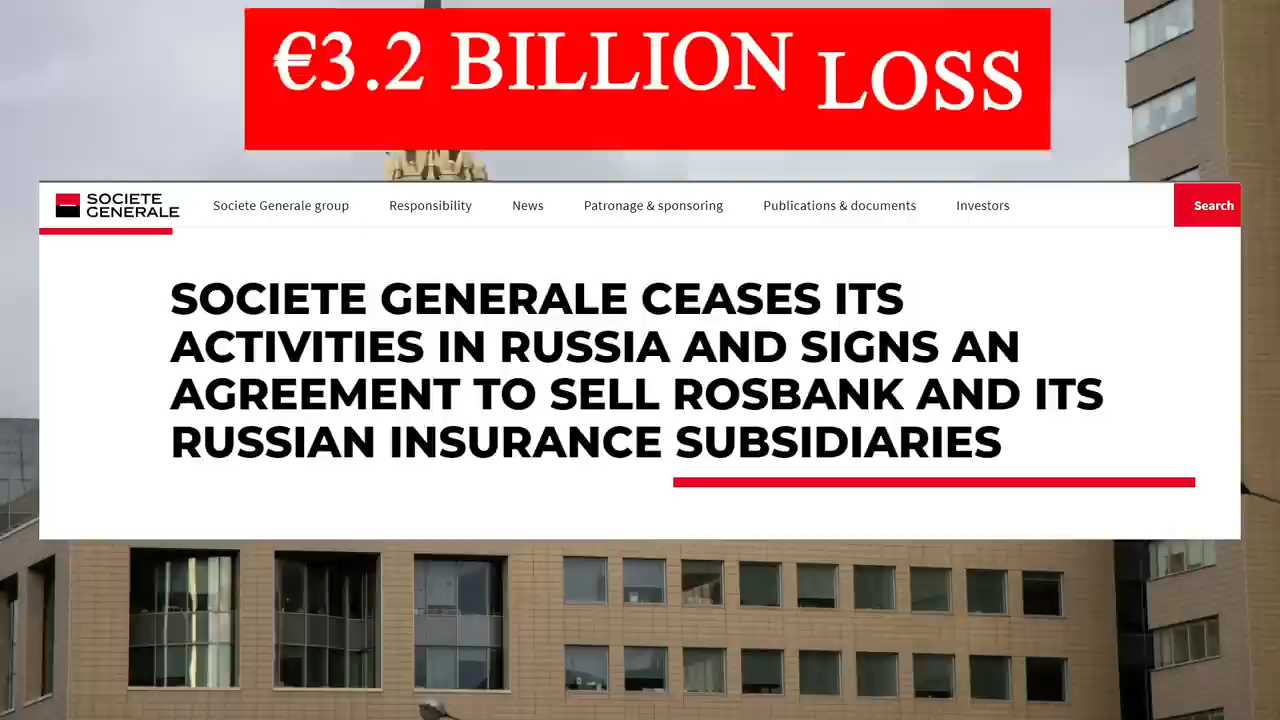 €3.2 BILLION LOSS
SOCIETE
GENERALE
Societe Generale group Responsibility News Patronage & sponsoring Publications & documents Investors Search
SOCIETE GENERALE CEASES ITS
ACTIVITIES IN RUSSIA AND SIGNS AN
AGREEMENT TO SELL ROSBANK AND ITS
RUSSIAN INSURANCE SUBSIDIARIES